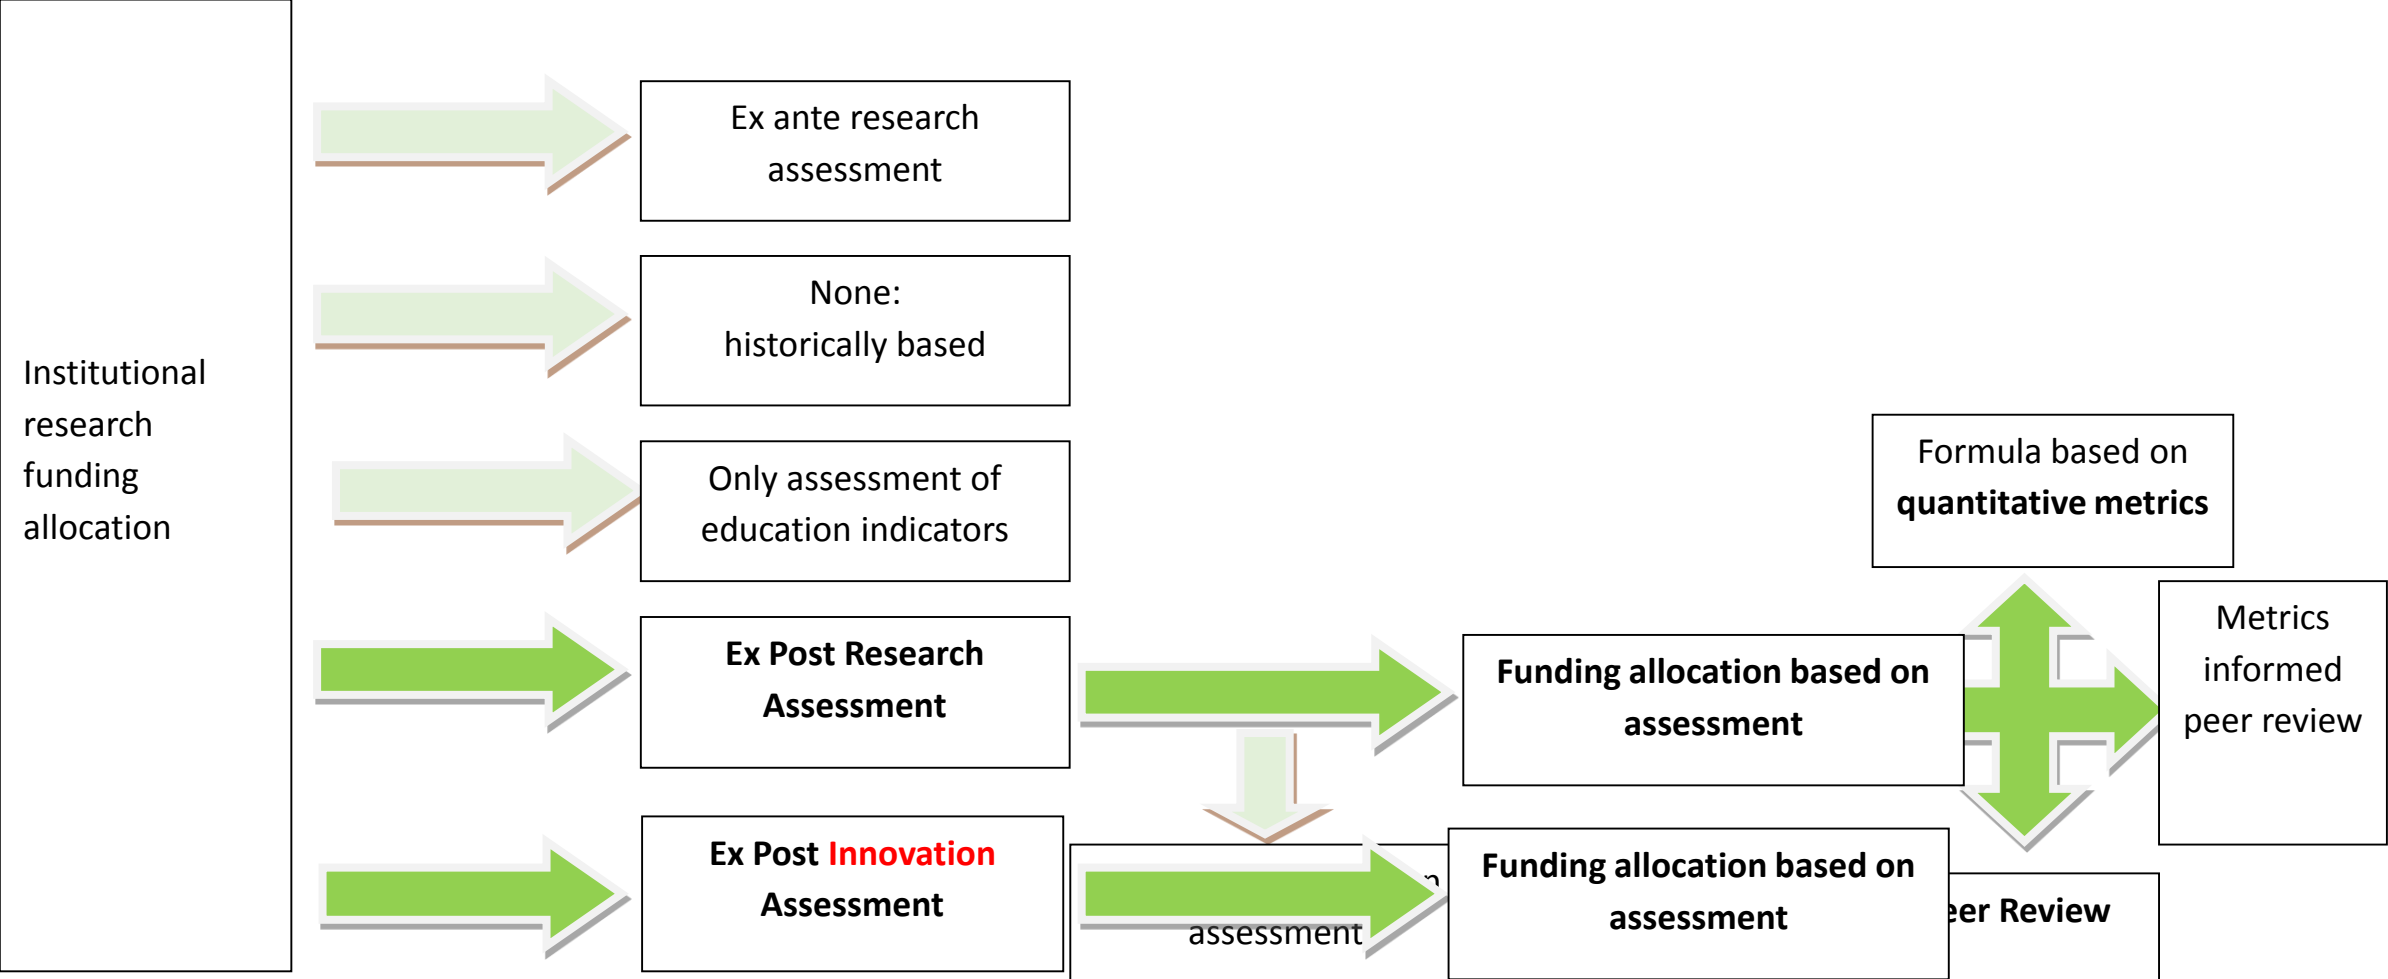 Institutional
research
funding
allocation
Ex ante research
assessment
None:
historically based
Only assessment of
education indicators
Ex Post Research
Assessment
Ex Post Innovation
Assessment
Funding allocation based on
assessment
assessment
Funding allocation based on
assessment
Formula based on
quantitative metrics
Metrics
informed
peer review
Review